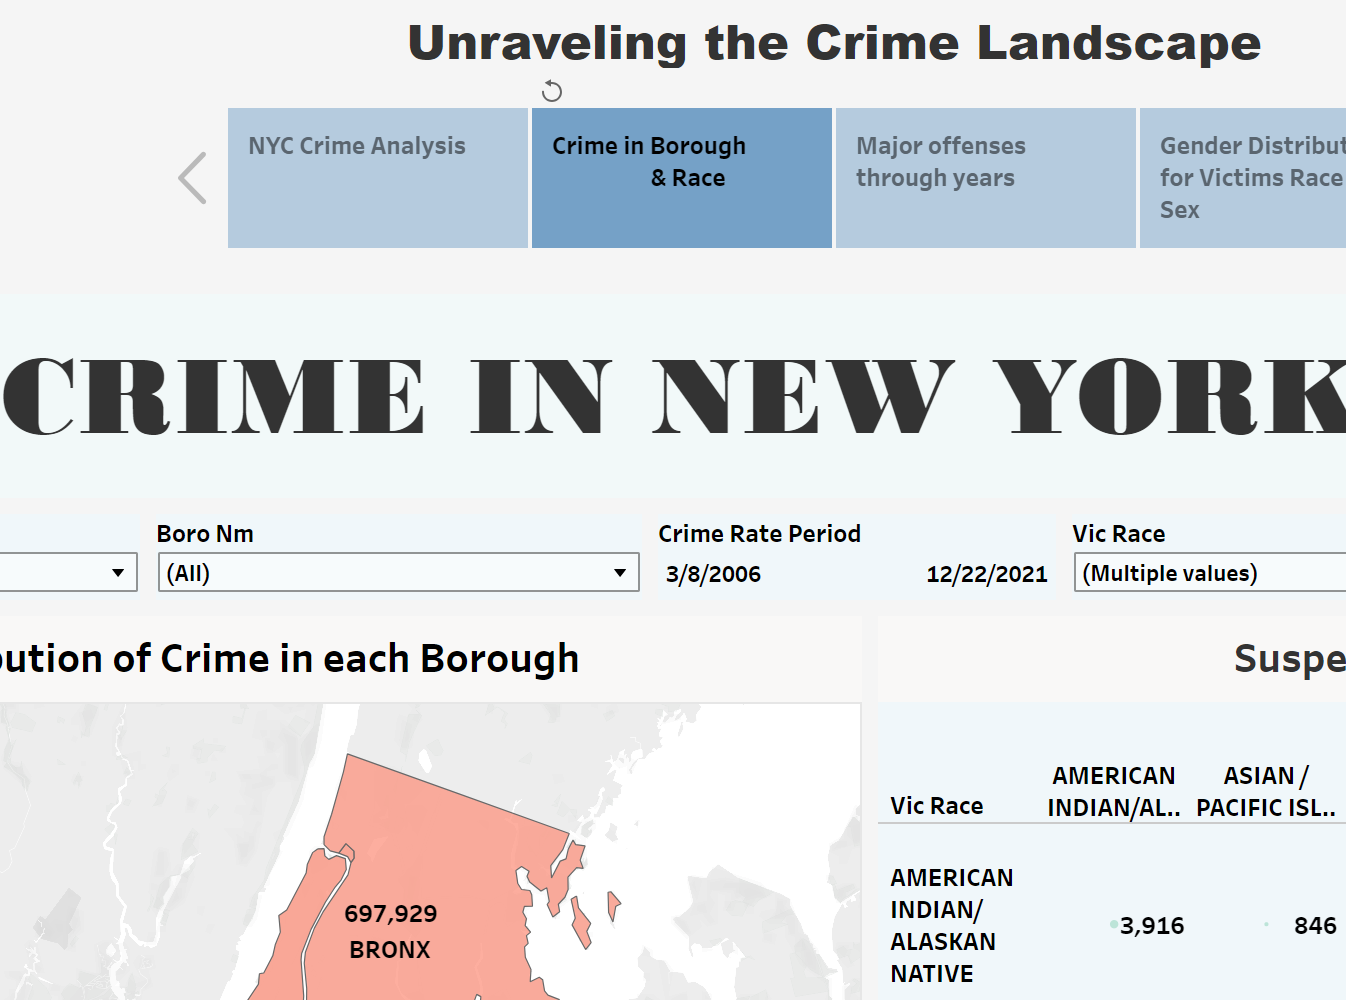 Unraveling the Crime Landscape
NYC Crime Analysis
Crime in Borough
& Race
Major offenses
through years
Gender Distribut
for Victims Race
Sex
CRIME IN NEW YORK
Boro Nm
(All)
Crime Rate Period
3/8/2006
12/22/2021
Vic Race
(Multiple values)
ution of Crime in each Borough
Suspe
697,929
BRONX
Vic Race
AMERICAN
INDIAN/AL..
ASIAN /
PACIFIC ISL..
AMERICAN
INDIAN/
ALASKAN
NATIVE
3,916
846